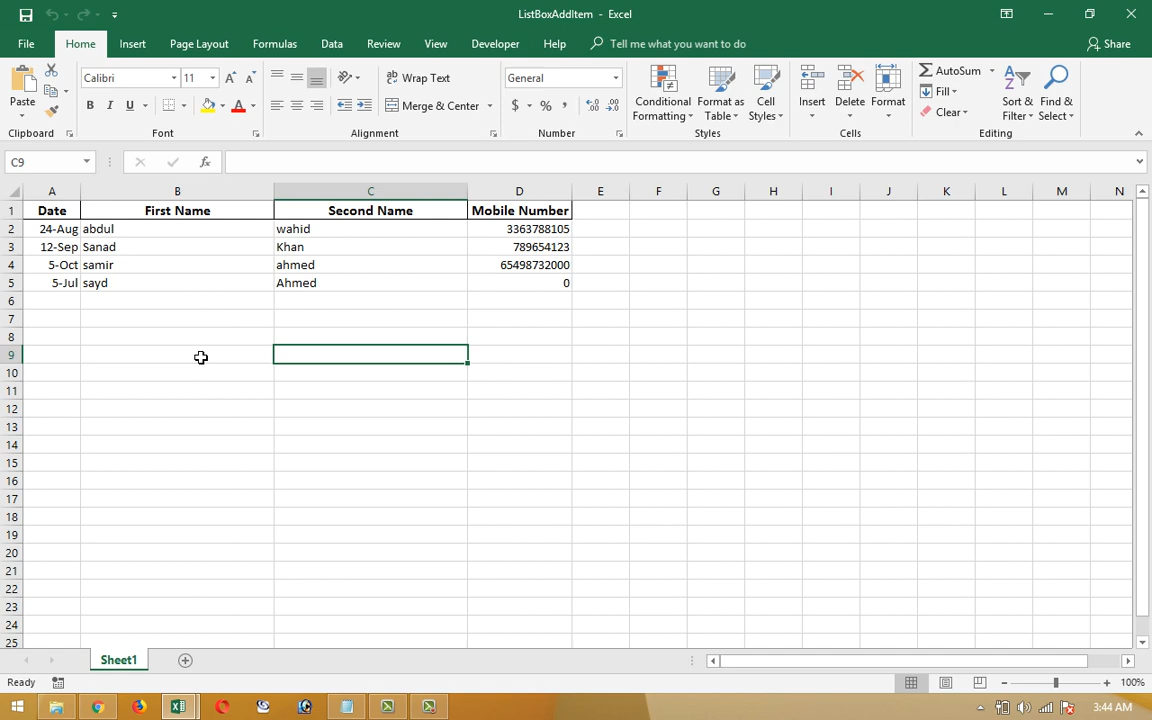 ListBoxAddItem - Excel
File Home Insert Page Layout Formulas Data Review View Developer Help Tell me what you want to do Share
Paste
Calibri 11
Wrap Text
General
Conditional Formatting
Format as Table
Cell Styles
Insert
Delete
Format
AutoSum
Fill
Clear
Sort & Filter
Find & Select
B I U
Merge & Center
$ % ,
Clipboard Font Alignment Number Styles Cells Editing
C9
fx
A B C D E F G H I J K L M N
1 Date First Name Second Name Mobile Number
2 24-Aug abdul wahid 3363788105
3 12-Sep Sanad Khan 789654123
4 5-Oct samir ahmed 65498732000
5 5-Jul sayd Ahmed 0
6
7
8
9
10
11
12
13
14
15
16
17
18
19
20
21
22
23
24
25
Sheet1
Ready
100%
3:44 AM